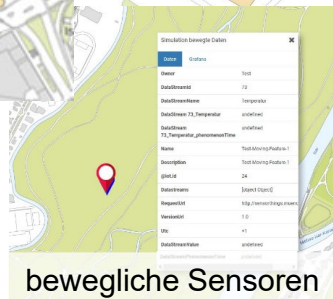 Simulation bewegte Daten ✖
Daten Grafana
Owner Test
DataStreamId 73
DataStreamName Temperatur
DataStream 73_Temperatur undefined
DataStream undefined
73_Temperatur_phenomenonTime
Name Test Moving Feature 1
Description Test Moving Feature 1
@iot.id 24
Datastreams [object Object]
RequestUrl
VersionUrl 1.0
Utc +1
DataStreamValue undefined
bewegliche Sensoren